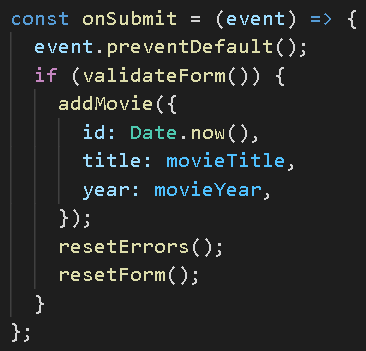 const onSubmit = (event) => {
  event.preventDefault();
  if (validateForm()) {
    addMovie({
      id: Date.now(),
      title: movieTitle,
      year: movieYear,
    });
    resetErrors();
    resetForm();
  }
};